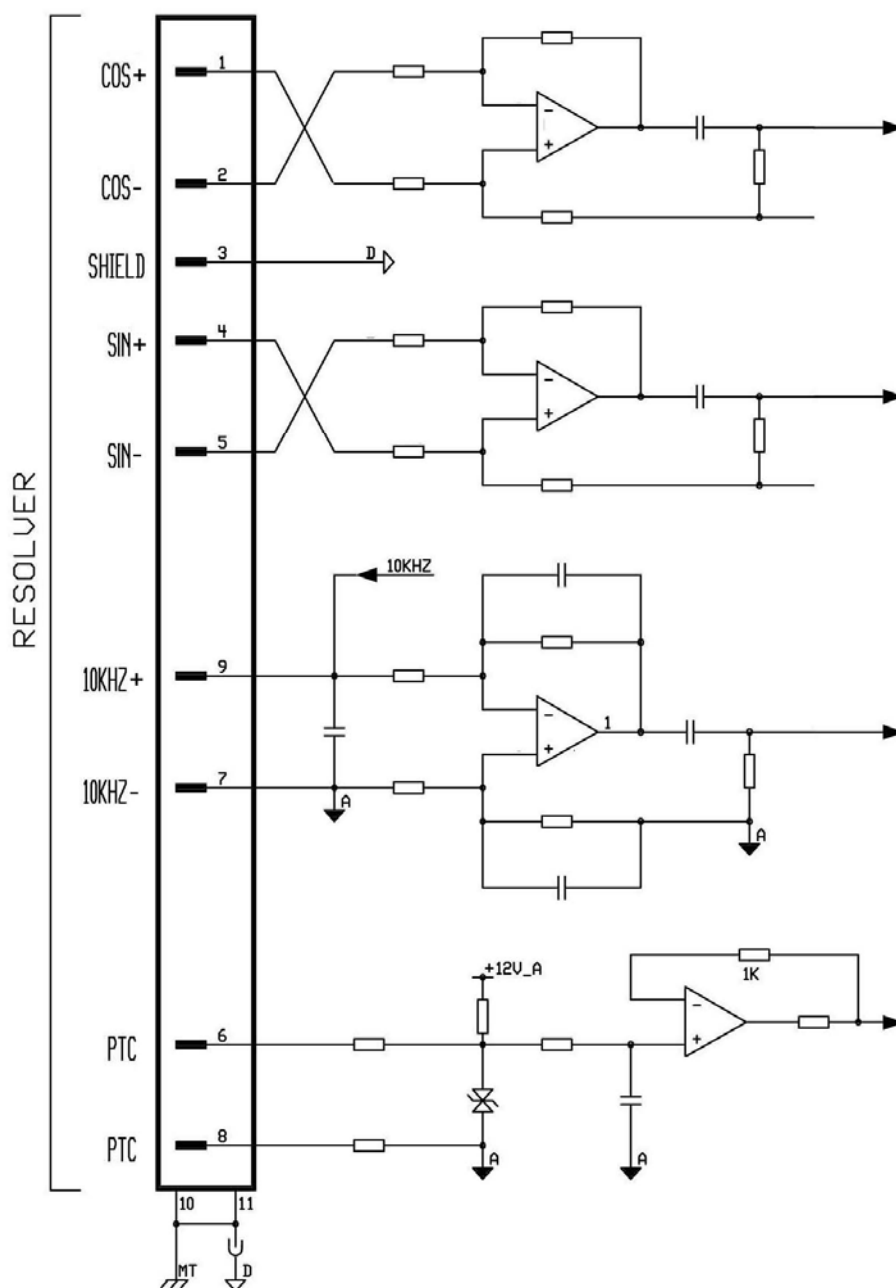 RESOLVER
COS+ 1
COS- 2
SHIELD 3 D
SIN+ 4
SIN- 5
10KHZ
10KHZ+ 9
- + 1
10KHZ- 7
A
A
+12V_A
1K
PTC 6
PTC 8
A A
10 11
MT D